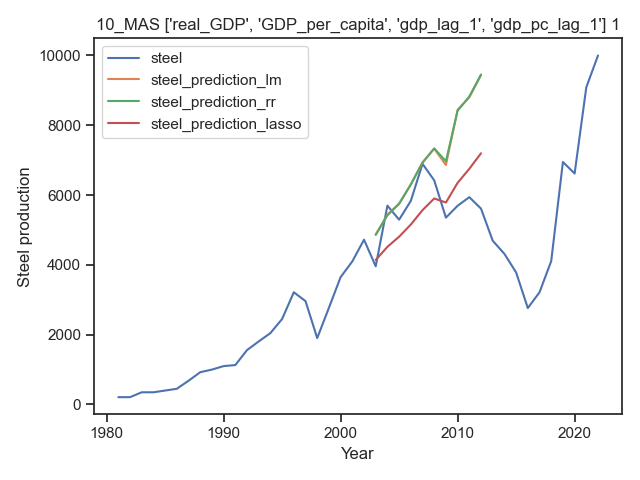 10_MAS ['real_GDP', 'GDP_per_capita', 'gdp_lag_1', 'gdp_pc_lag_1'] 1
steel
steel_prediction_lm
steel_prediction_rr
steel_prediction_lasso
10000
8000
6000
4000
2000
0
Steel production
1980 1990 2000 2010 2020
Year